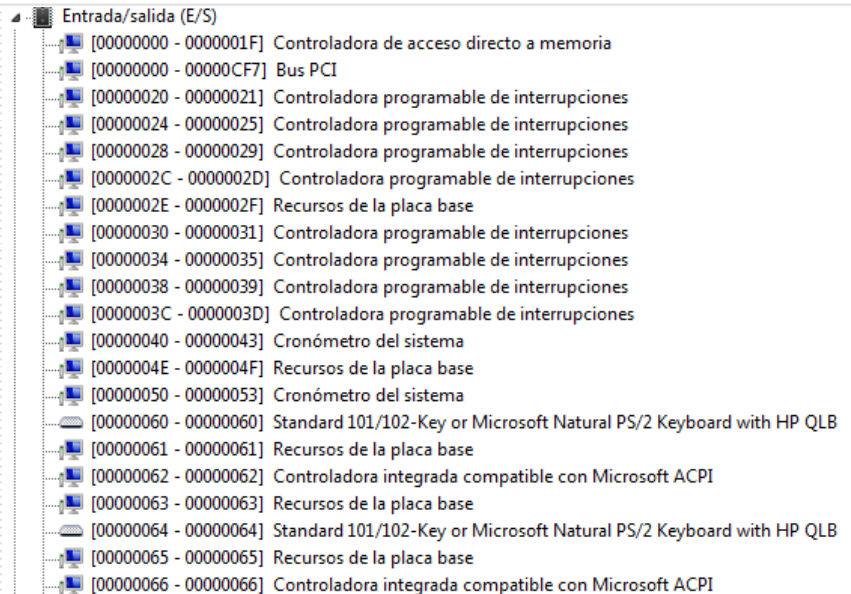 Entrada/salida (E/S)
[00000000 - 0000001F] Controladora de acceso directo a memoria
[00000000 - 00000CF7] Bus PCI
[00000020 - 00000021] Controladora programable de interrupciones
[00000024 - 00000025] Controladora programable de interrupciones
[00000028 - 00000029] Controladora programable de interrupciones
[0000002C - 0000002D] Controladora programable de interrupciones
[0000002E - 0000002F] Recursos de la placa base
[00000030 - 00000031] Controladora programable de interrupciones
[00000034 - 00000035] Controladora programable de interrupciones
[00000038 - 00000039] Controladora programable de interrupciones
[0000003C - 0000003D] Controladora programable de interrupciones
[00000040 - 00000043] Cronómetro del sistema
[0000004E - 0000004F] Recursos de la placa base
[00000050 - 00000053] Cronómetro del sistema
[00000060 - 00000060] Standard 101/102-Key or Microsoft Natural PS/2 Keyboard with HP QLB
[00000061 - 00000061] Recursos de la placa base
[00000062 - 00000062] Controladora integrada compatible con Microsoft ACPI
[00000063 - 00000063] Recursos de la placa base
[00000064 - 00000064] Standard 101/102-Key or Microsoft Natural PS/2 Keyboard with HP QLB
[00000065 - 00000065] Recursos de la placa base
[00000066 - 00000066] Controladora integrada compatible con Microsoft ACPI